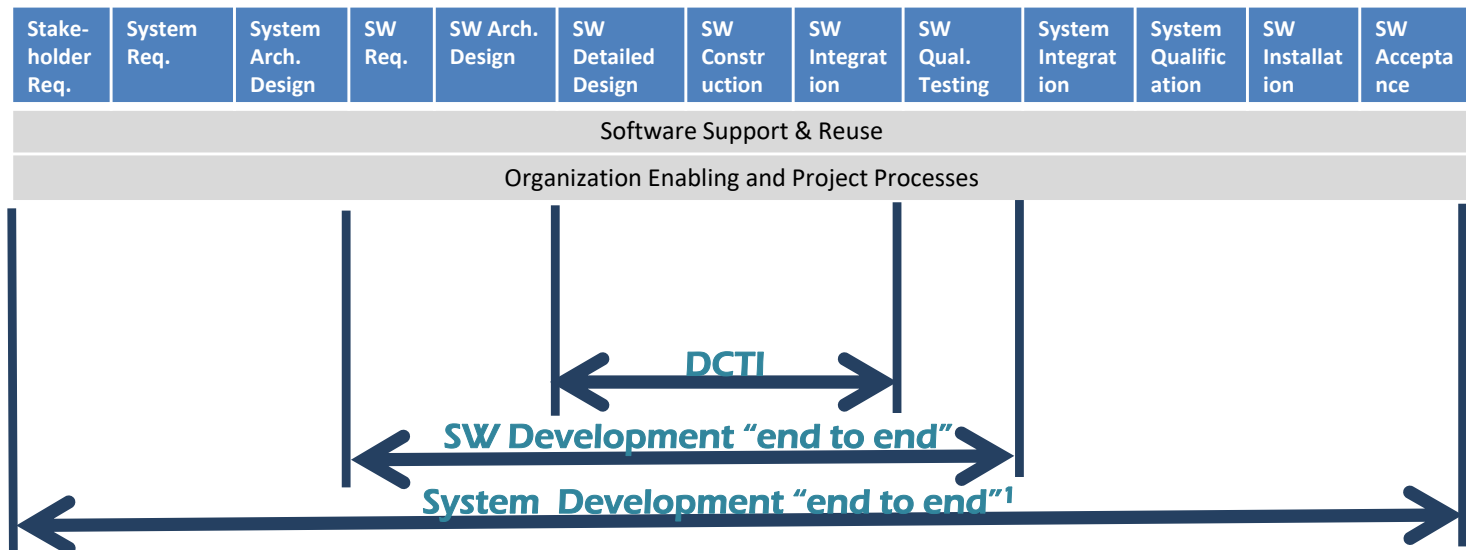 Stake-
holder
Req.
System
Req.
System
Arch.
Design
SW
Req.
SW Arch.
Design
SW
Detailed
Design
SW
Constr
uction
SW
Integrat
ion
SW
Qual.
Testing
System
Integrat
ion
System
Qualific
ation
SW
Installat
ion
SW
Accepta
nce
Software Support & Reuse
Organization Enabling and Project Processes
DCTI
SW Development “end to end”
System Development “end to end”¹